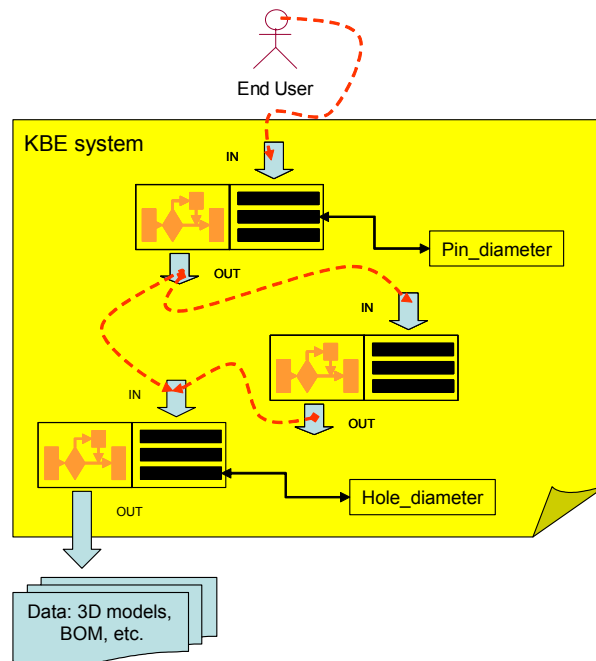 End User
KBE system
IN
Pin_diameter
OUT
IN
IN
OUT
Hole_diameter
OUT
Data: 3D models,
BOM, etc.